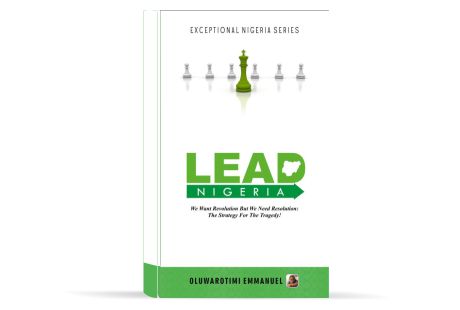 EXCEPTIONAL NIGERIA SERIES
LEAD
NIGERIA
We Want Revolution But We Need Resolution:
The Strategy For The Tragedy!
OLUWAROTIMI EMMANUEL